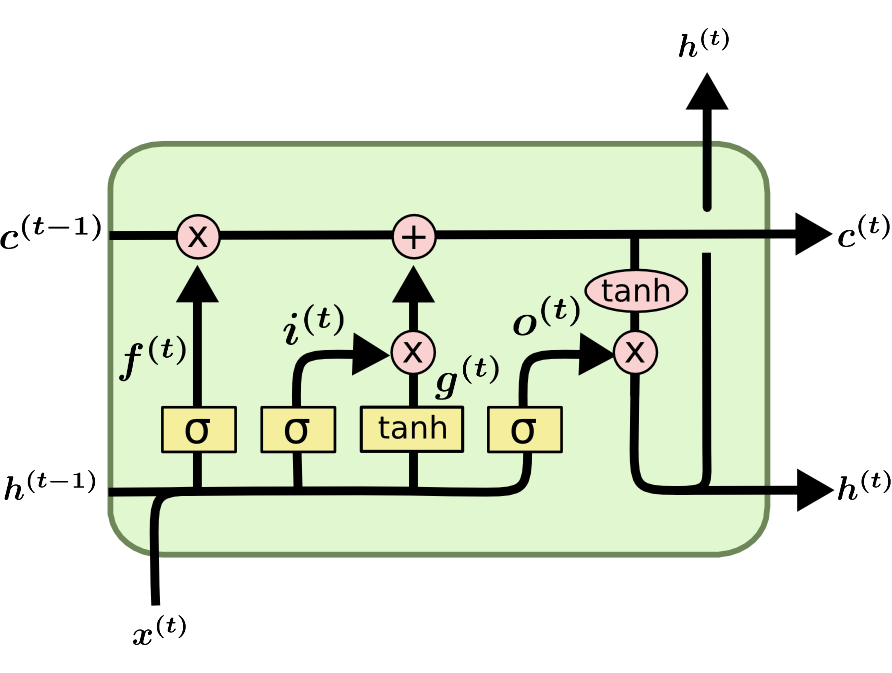 h^(t)
c^(t−1)
x
+
c^(t)
tanh
o^(t)
i^(t)
f^(t)
x
x
g^(t)
σ
σ
tanh
σ
h^(t−1)
h^(t)
x^(t)